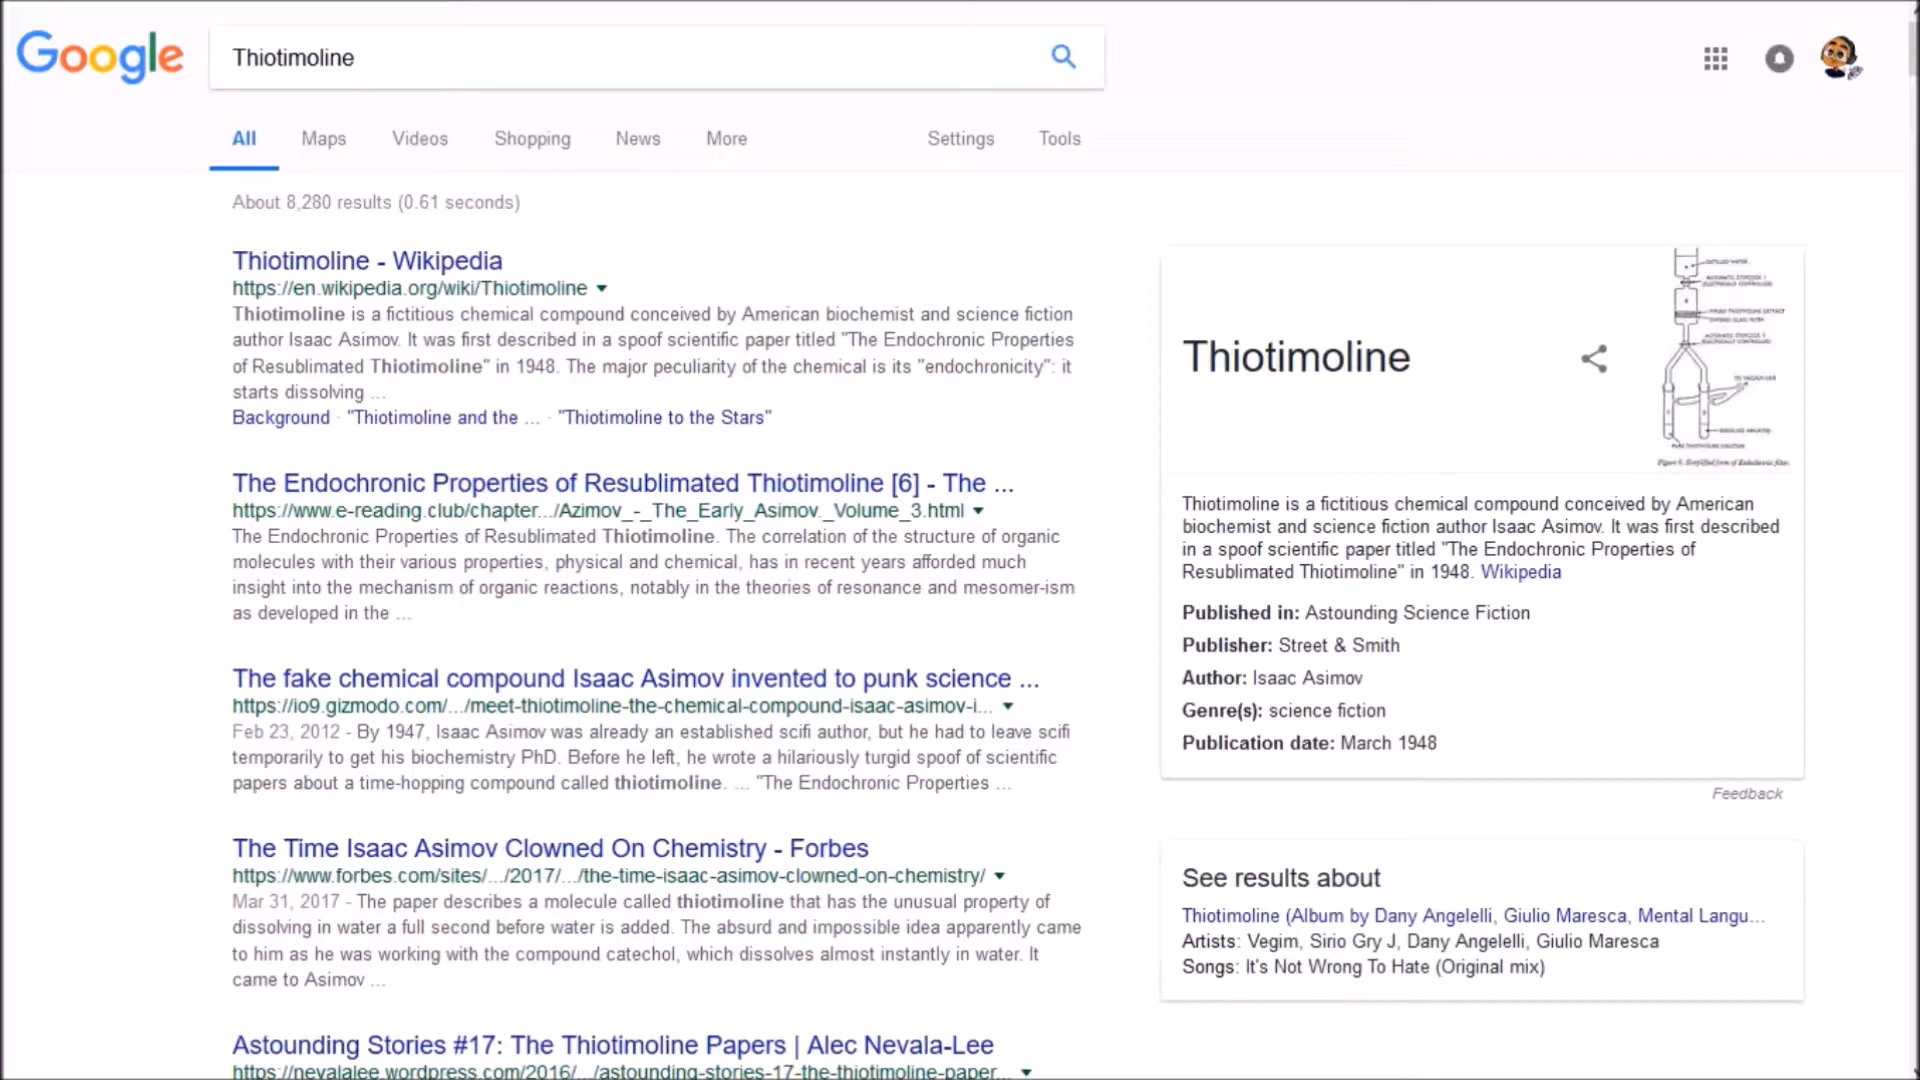 Google
Thiotimoline
All Maps Videos Shopping News More Settings Tools
About 8,280 results (0.61 seconds)
Thiotimoline - Wikipedia
https://en.wikipedia.org/wiki/Thiotimoline
Thiotimoline is a fictitious chemical compound conceived by American biochemist and science fiction
author Isaac Asimov. It was first described in a spoof scientific paper titled "The Endochronic Properties
of Resublimated Thiotimoline" in 1948. The major peculiarity of the chemical is its "endochronicity": it
starts dissolving ...
Background · "Thiotimoline and the ... · "Thiotimoline to the Stars"
The Endochronic Properties of Resublimated Thiotimoline [6] - The ...
https://www.e-reading.club/chapter.../Azimov_-_The_Early_Asimov._Volume_3.html
The Endochronic Properties of Resublimated Thiotimoline. The correlation of the structure of organic
molecules with their various properties, physical and chemical, has in recent years afforded much
insight into the mechanism of organic reactions, notably in the theories of resonance and mesomer-ism
as developed in the ...
The fake chemical compound Isaac Asimov invented to punk science ...
https://io9.gizmodo.com/.../meet-thiotimoline-the-chemical-compound-isaac-asimov-i...
Feb 23, 2012 - By 1947, Isaac Asimov was already an established scifi author, but he had to leave scifi
temporarily to get his biochemistry PhD. Before he left, he wrote a hilariously turgid spoof of scientific
papers about a time-hopping compound called thiotimoline. ... "The Endochronic Properties ...
The Time Isaac Asimov Clowned On Chemistry - Forbes
https://www.forbes.com/sites/.../2017/.../the-time-isaac-asimov-clowned-on-chemistry/
Mar 31, 2017 - The paper describes a molecule called thiotimoline that has the unusual property of
dissolving in water a full second before water is added. The absurd and impossible idea apparently came
to him as he was working with the compound catechol, which dissolves almost instantly in water. It
came to Asimov ...
Astounding Stories #17: The Thiotimoline Papers | Alec Nevala-Lee
https://nevalalee.wordpress.com/2016/.../astounding-stories-17-the-thiotimoline-paper...
Thiotimoline
DISTILLED WATER
Thiotimoline is a fictitious chemical compound conceived by American
biochemist and science fiction author Isaac Asimov. It was first described
in a spoof scientific paper titled "The Endochronic Properties of
Resublimated Thiotimoline" in 1948. Wikipedia
Published in: Astounding Science Fiction
Publisher: Street & Smith
Author: Isaac Asimov
Genre(s): science fiction
Publication date: March 1948
Feedback
See results about
Thiotimoline (Album by Dany Angelelli, Giulio Maresca, Mental Langu...
Artists: Vegim, Sirio Gry J, Dany Angelelli, Giulio Maresca
Songs: It's Not Wrong To Hate (Original mix)